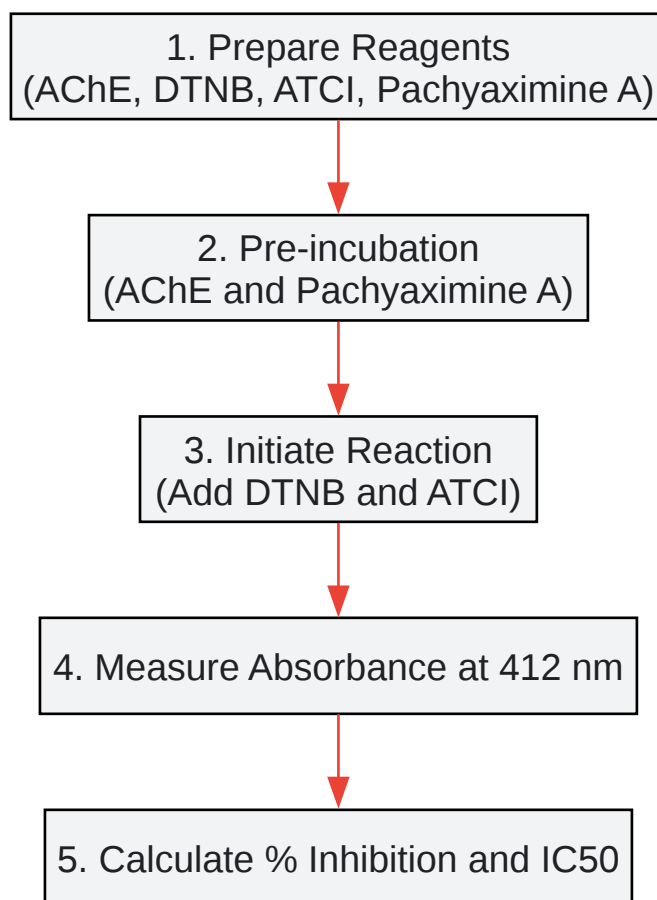 1. Prepare Reagents
(AChE, DTNB, ATCI, Pachyaximine A)
2. Pre-incubation
(AChE and Pachyaximine A)
3. Initiate Reaction
(Add DTNB and ATCI)
4. Measure Absorbance at 412 nm
5. Calculate % Inhibition and IC50